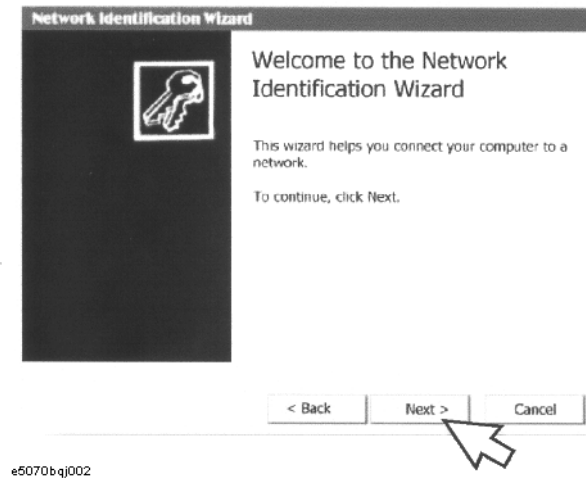 Network Identification Wizard
Welcome to the Network
Identification Wizard
This wizard helps you connect your computer to a
network.
To continue, click Next.
< Back
Next >
Cancel
e5070bqj002